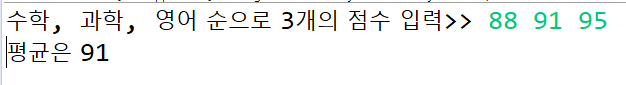 수학, 과학, 영어 순으로 3개의 점수 입력>> 88 91 95
평균은 91